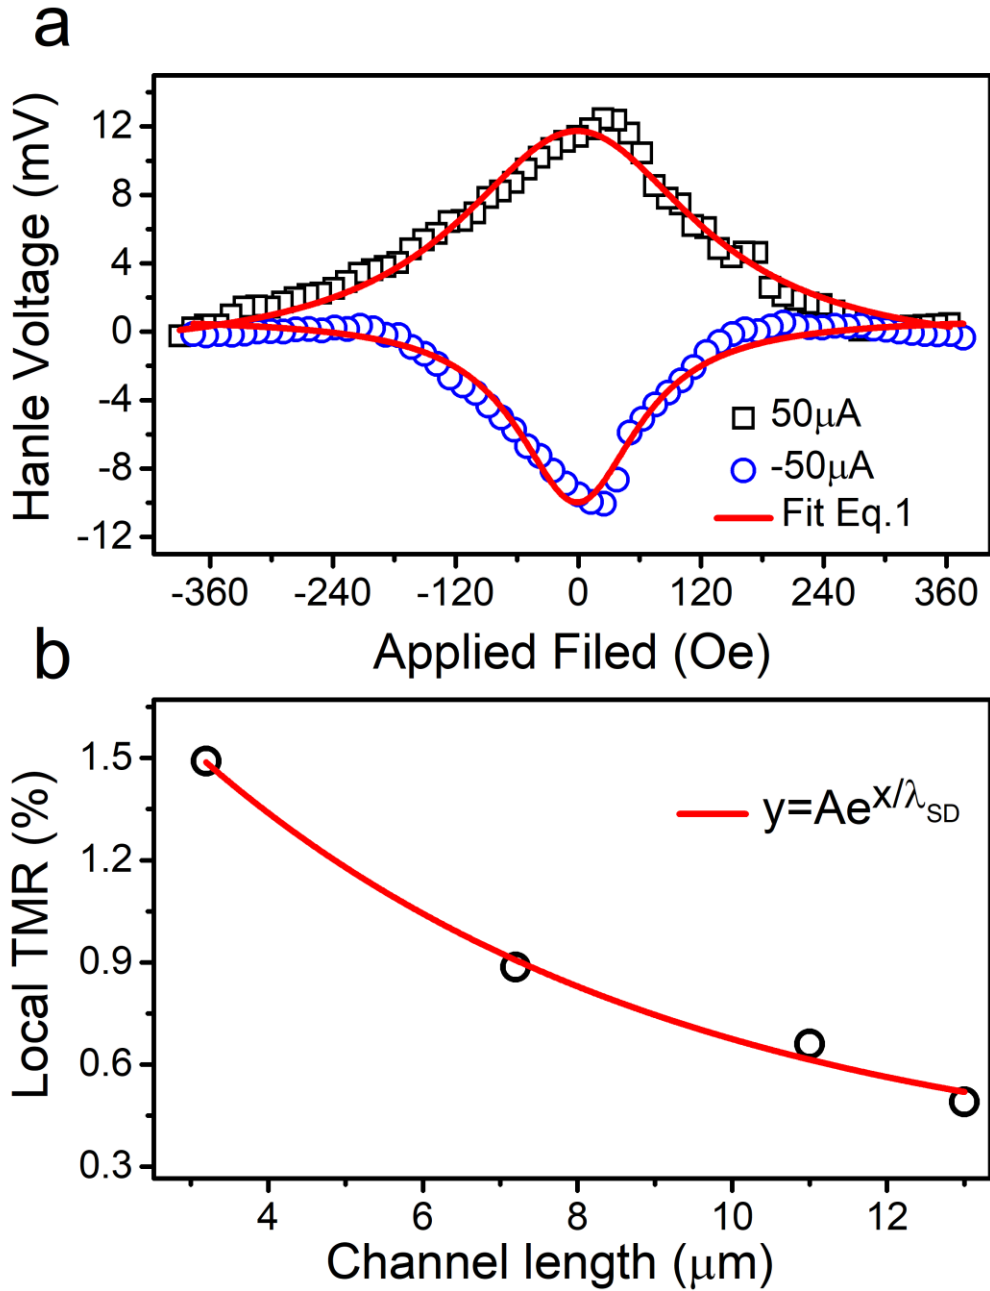 a
Hanle Voltage (mV)
12
8
4
0
-4
-8
-12
50μA
-50μA
Fit Eq.1
-360 -240 -120 0 120 240 360
Applied Filed (Oe)
b
Local TMR (%)
1.5
1.2
0.9
0.6
0.3
y=Ae^{x/λ_{SD}}
4 6 8 10 12
Channel length (μm)